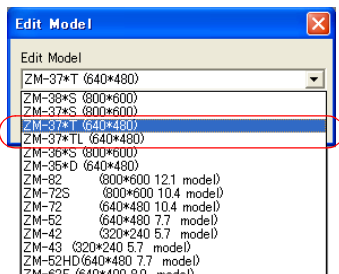 Edit Model
Edit Model
ZM-37*T (640*480)
ZM-38*S (800*600)
ZM-37*S (800*600)
ZM-37*T (640*480)
ZM-37*TL (640*480)
ZM-36*S (800*600)
ZM-35*D (640*480)
ZM-82 (800*600 12.1 model)
ZM-72S (800*600 10.4 model)
ZM-72 (640*480 10.4 model)
ZM-52 (640*480 7.7 model)
ZM-42 (320*240 5.7 model)
ZM-43 (320*240 5.7 model)
ZM-52HD(640*480 7.7 model)